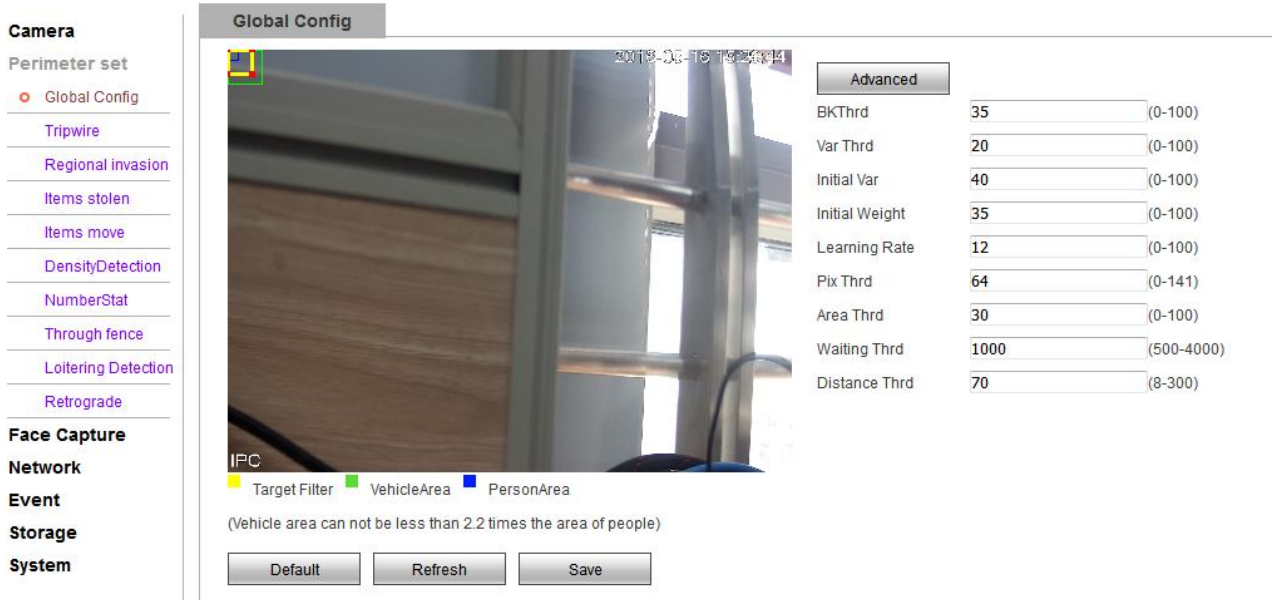 Global Config
Camera
Perimeter set
Global Config
Tripwire
Regional invasion
Items stolen
Items move
DensityDetection
NumberStat
Through fence
Loitering Detection
Retrograde
Face Capture
Network
Event
Storage
System
IPC
Target Filter VehicleArea PersonArea
(Vehicle area can not be less than 2.2 times the area of people)
Default Refresh Save
Advanced
BKThrd 35 (0-100)
Var Thrd 20 (0-100)
Initial Var 40 (0-100)
Initial Weight 35 (0-100)
Learning Rate 12 (0-100)
Pix Thrd 64 (0-141)
Area Thrd 30 (0-100)
Waiting Thrd 1000 (500-4000)
Distance Thrd 70 (8-300)